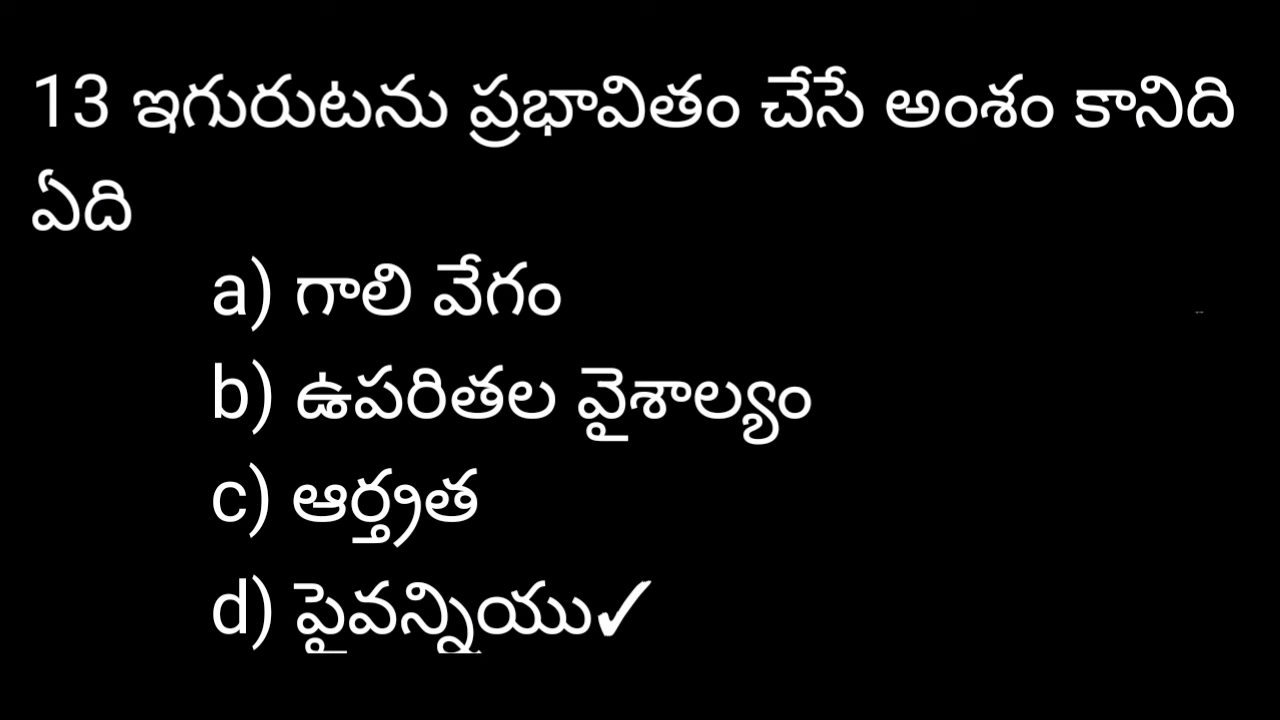 13 ఇగురుటను ప్రభావితం చేసే అంశం కానిది
ఏది
a) గాలి వేగం
b) ఉపరితల వైశాల్యం
c) ఆర్త్రత
d) పైవన్నియు✓